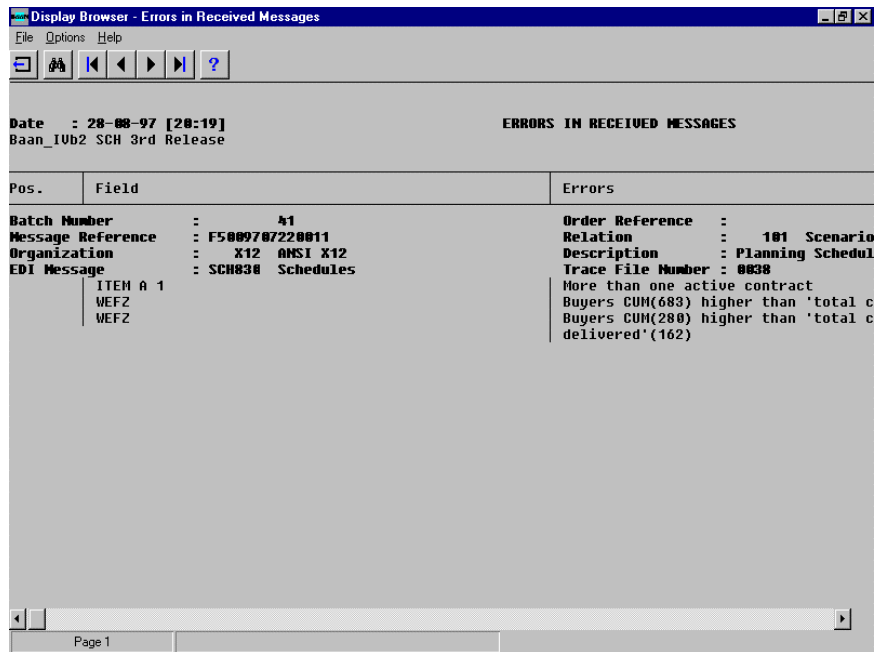 Display Browser - Errors in Received Messages
File Options Help
?
Date : 28-08-97 [20:19] ERRORS IN RECEIVED MESSAGES
Baan_IVb2 SCH 3rd Release
Pos. Field Errors
Batch Number : 41 Order Reference :
Message Reference : F5009707220011 Relation : 101 Scenario
Organization : X12 ANSI X12 Description : Planning Schedul
EDI Message : SCH830 Schedules Trace File Number : 0038
ITEM A 1 More than one active contract
WEFZ Buyers CUM(683) higher than 'total c
WEFZ Buyers CUM(280) higher than 'total c
delivered'(162)
Page 1